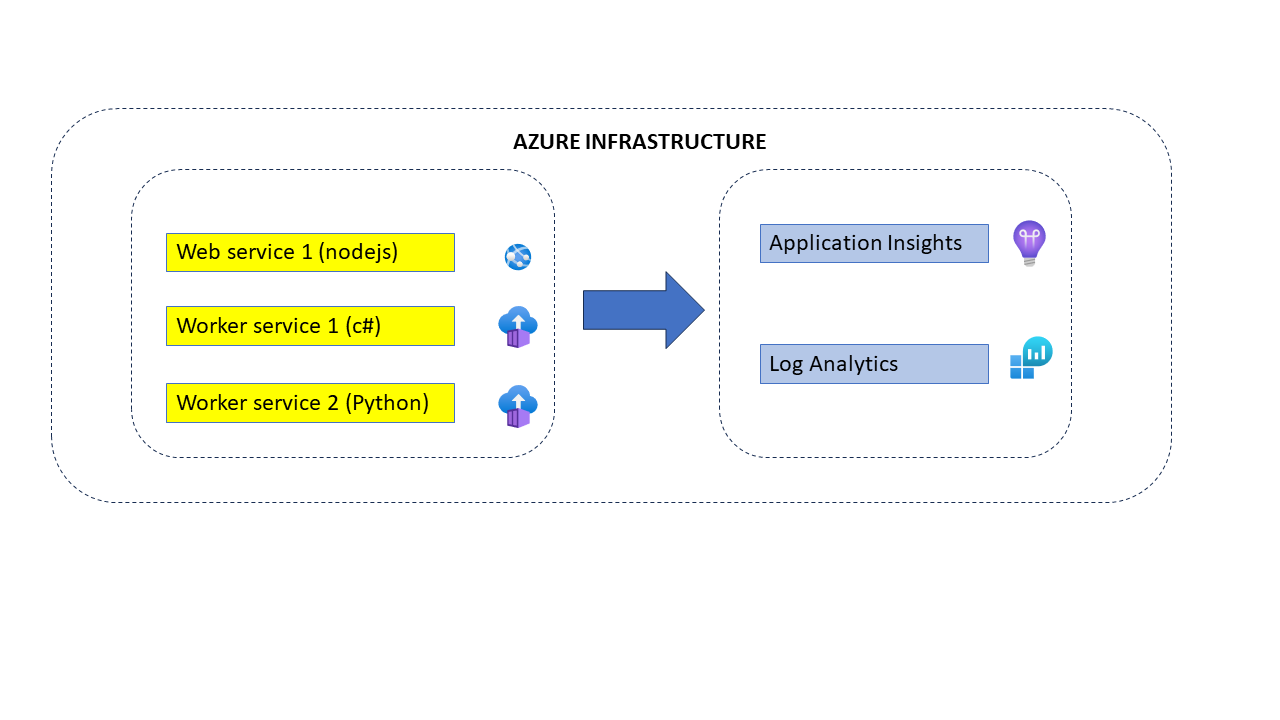 AZURE INFRASTRUCTURE
Web service 1 (nodejs)
Worker service 1 (c#)
Worker service 2 (Python)
Application Insights
Log Analytics